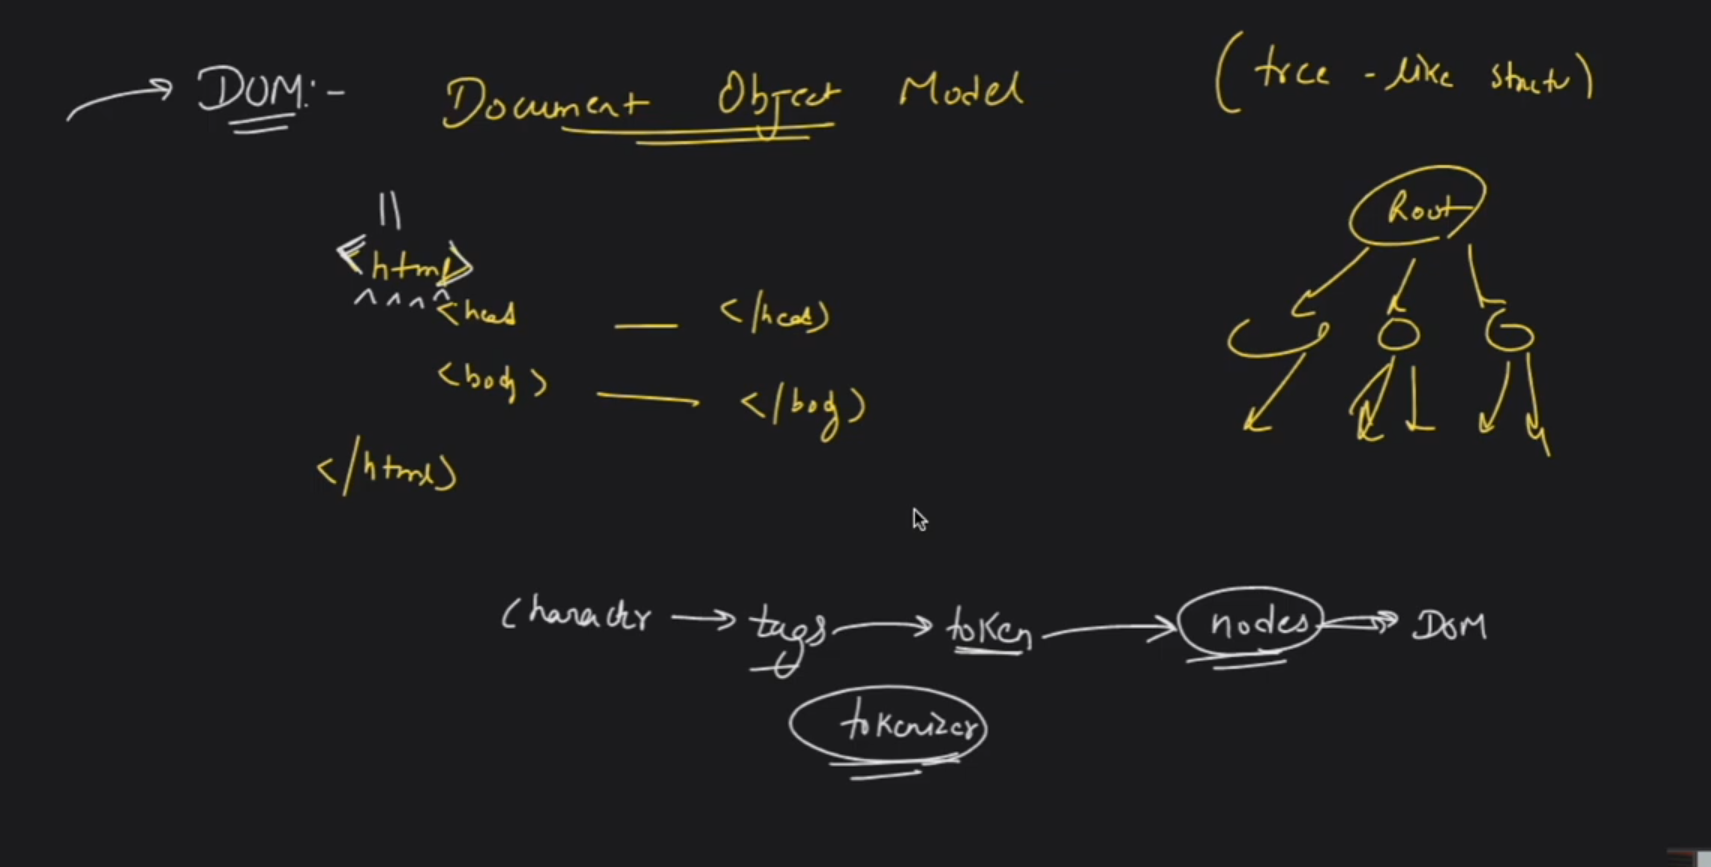 DOM:- Document Object Model (tree-like structr)
Root
<html>
<head — </head>
<body> — </body>
</html>
Character → tags → token → nodes → DOM
tokenizer